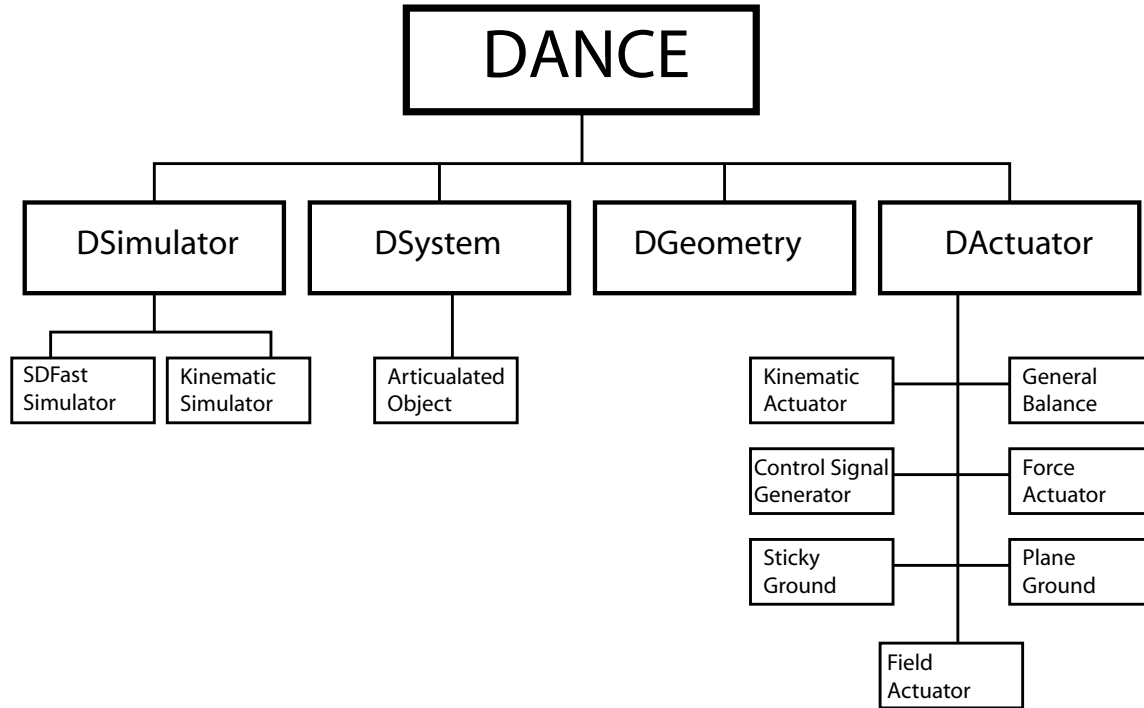 DANCE
DSimulator
DSystem
DGeometry
DActuator
SDFast
Simulator
Kinematic
Simulator
Articualated
Object
Kinematic
Actuator
General
Balance
Control Signal
Generator
Force
Actuator
Sticky
Ground
Plane
Ground
Field
Actuator